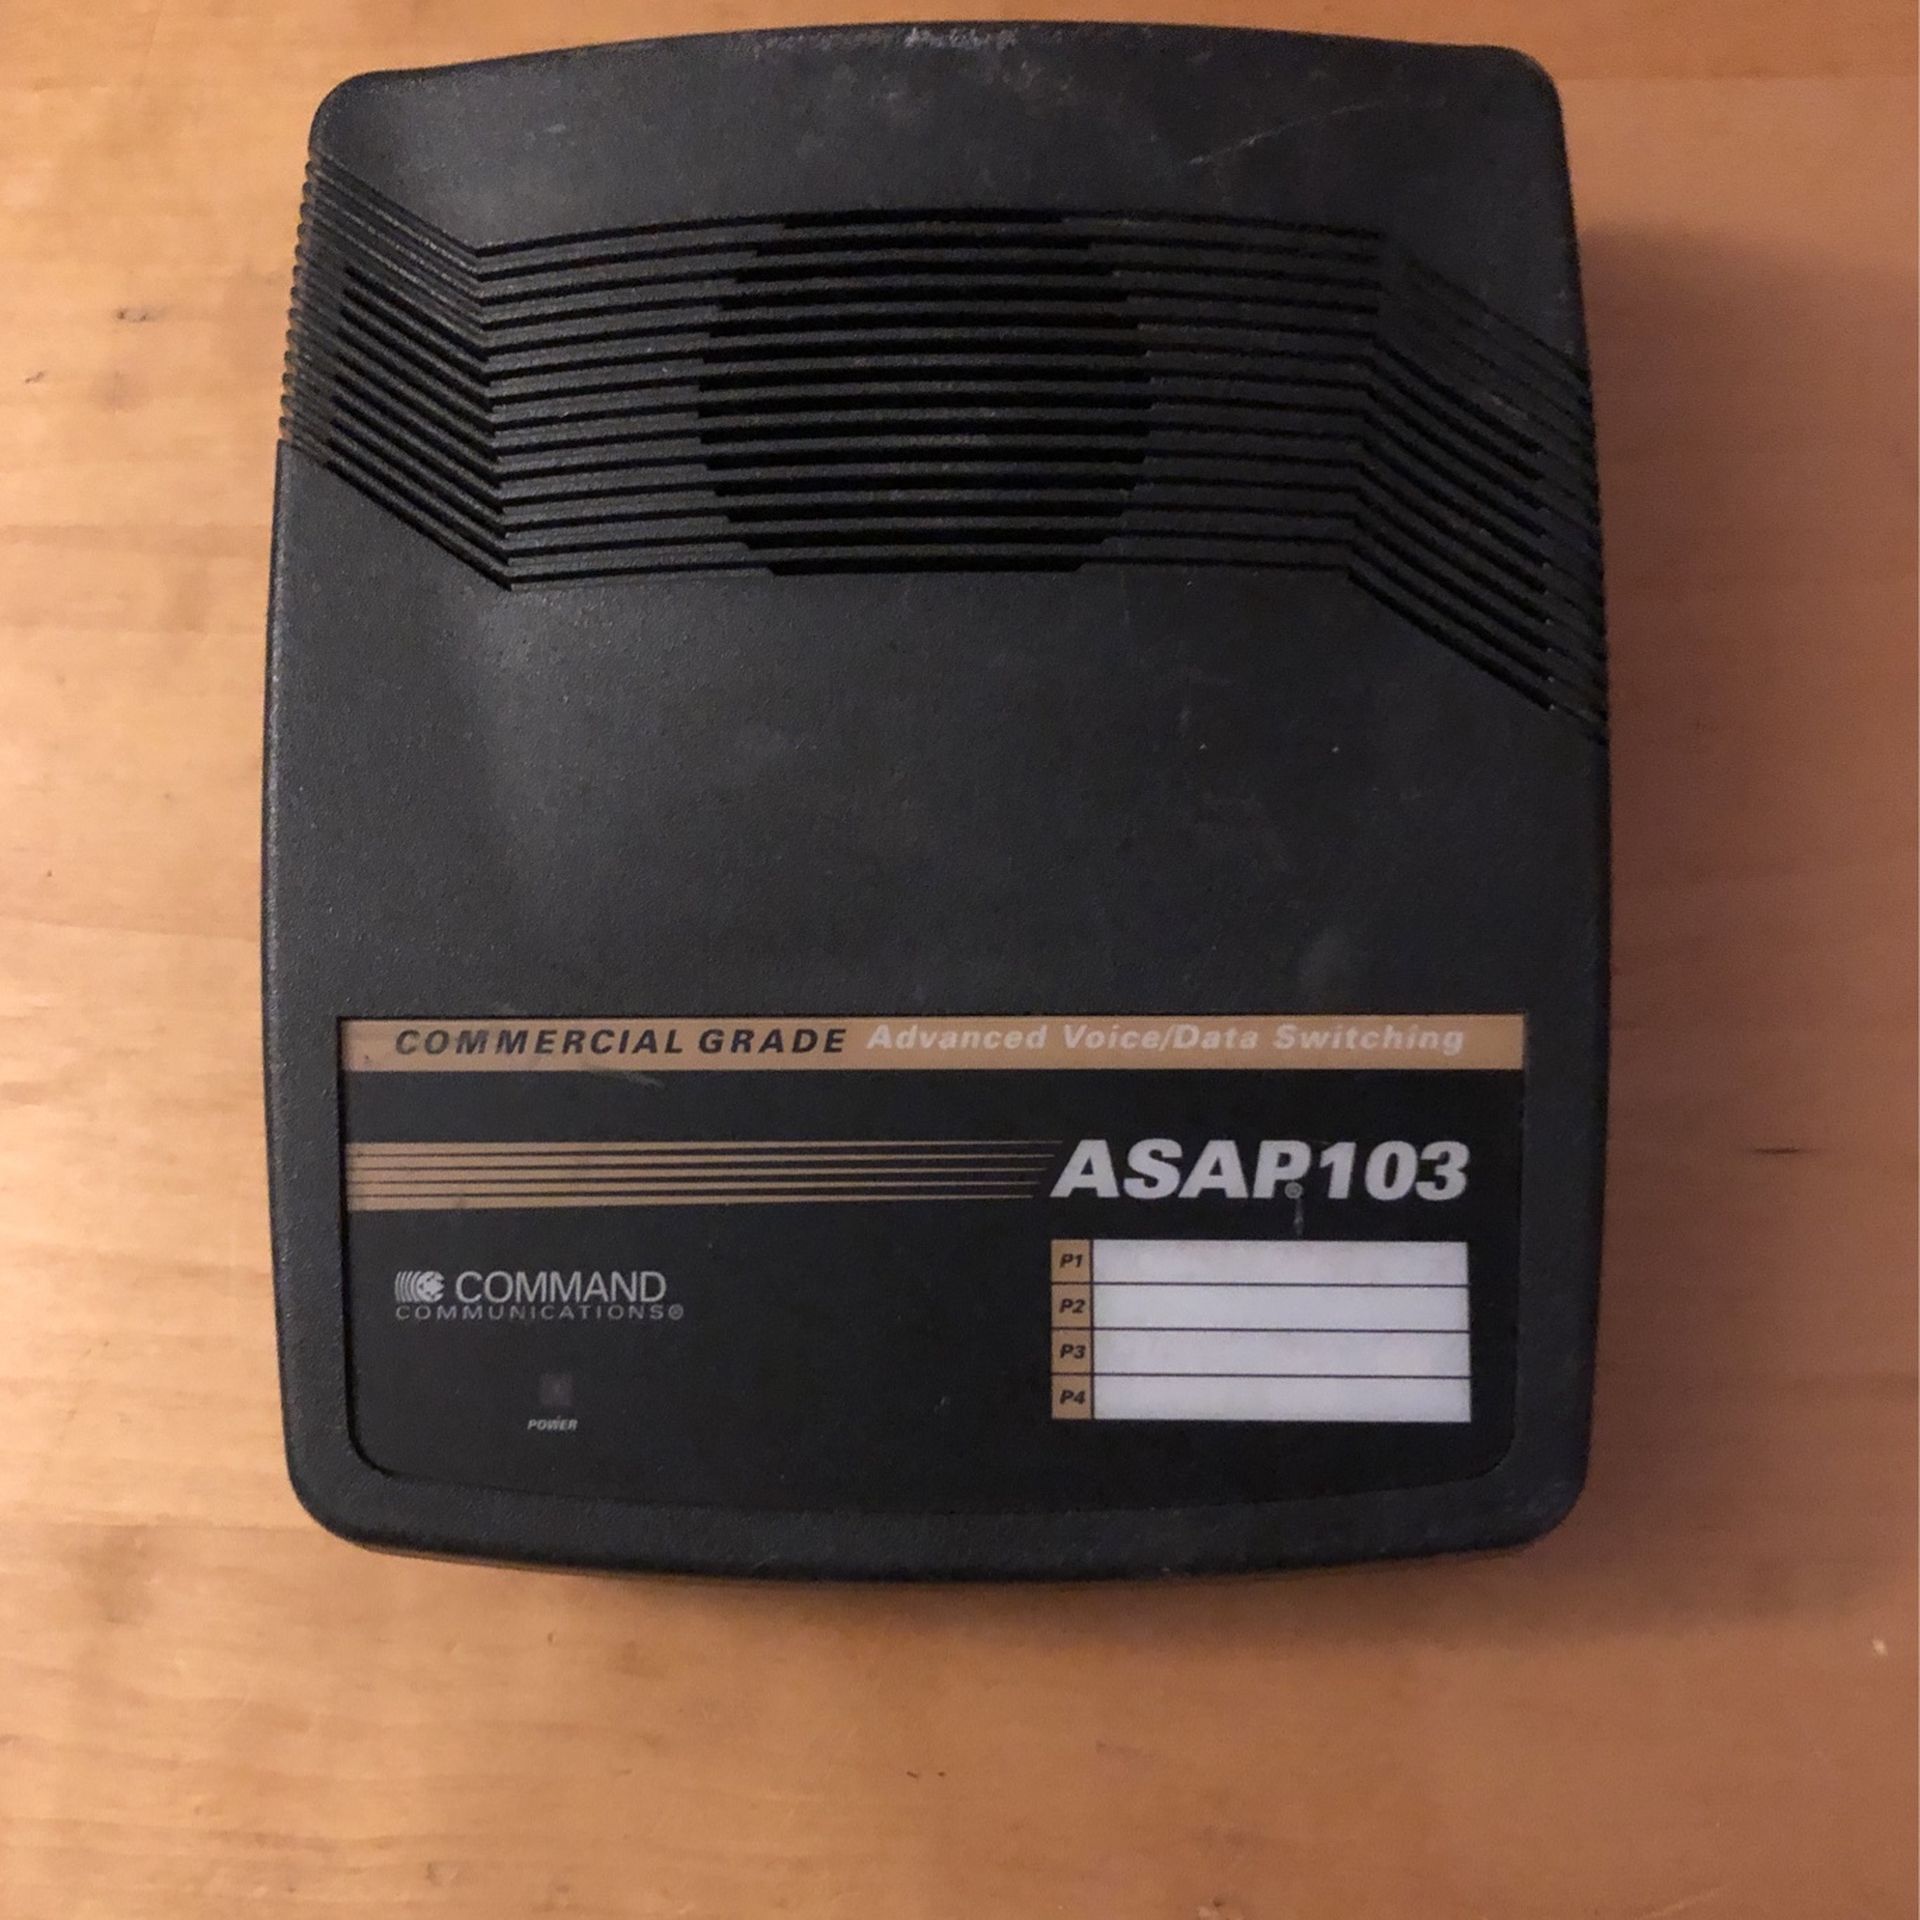 COMMERCIAL GRADE Advanced Voice/Data Switching
ASAP®103
COMMAND
COMMUNICATIONS®
P1
P2
P3
P4
POWER